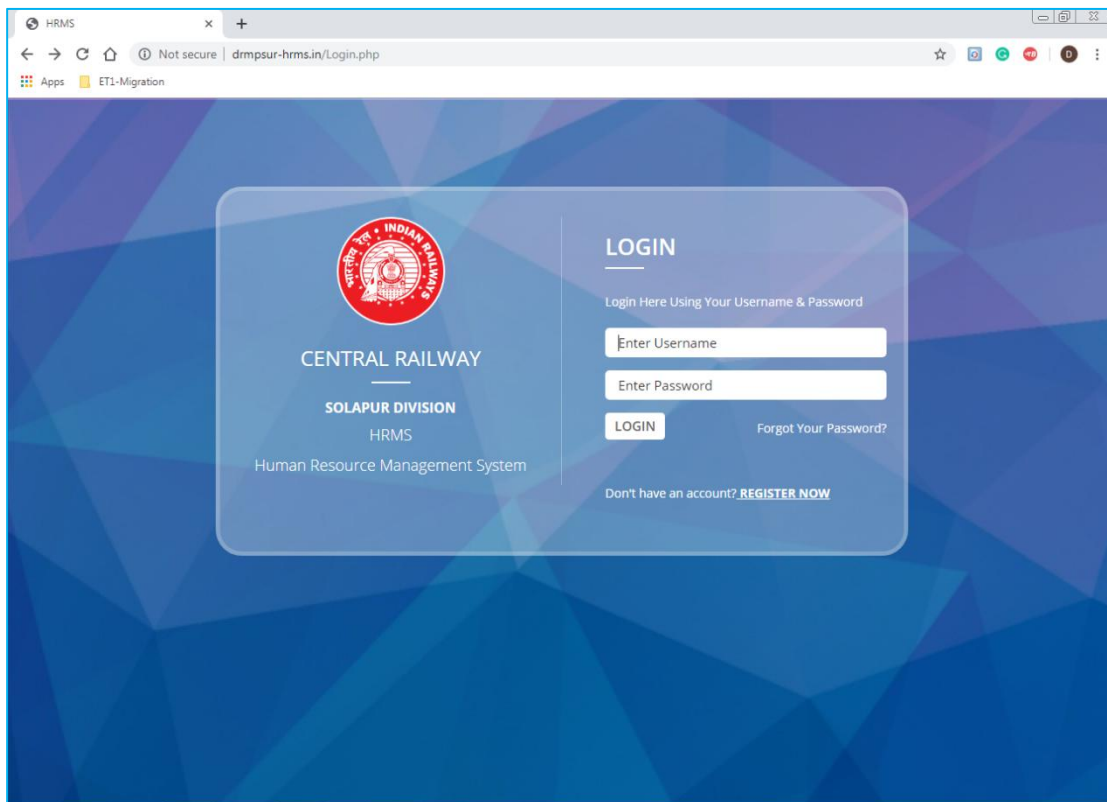 HRMS
Not secure | drmpsur-hrms.in/Login.php
D
Apps ET1-Migration
भारतीय रेल • INDIAN RAILWAYS
CENTRAL RAILWAY
SOLAPUR DIVISION
HRMS
Human Resource Management System
LOGIN
Login Here Using Your Username & Password
Enter Username
Enter Password
LOGIN Forgot Your Password?
Don't have an account? REGISTER NOW